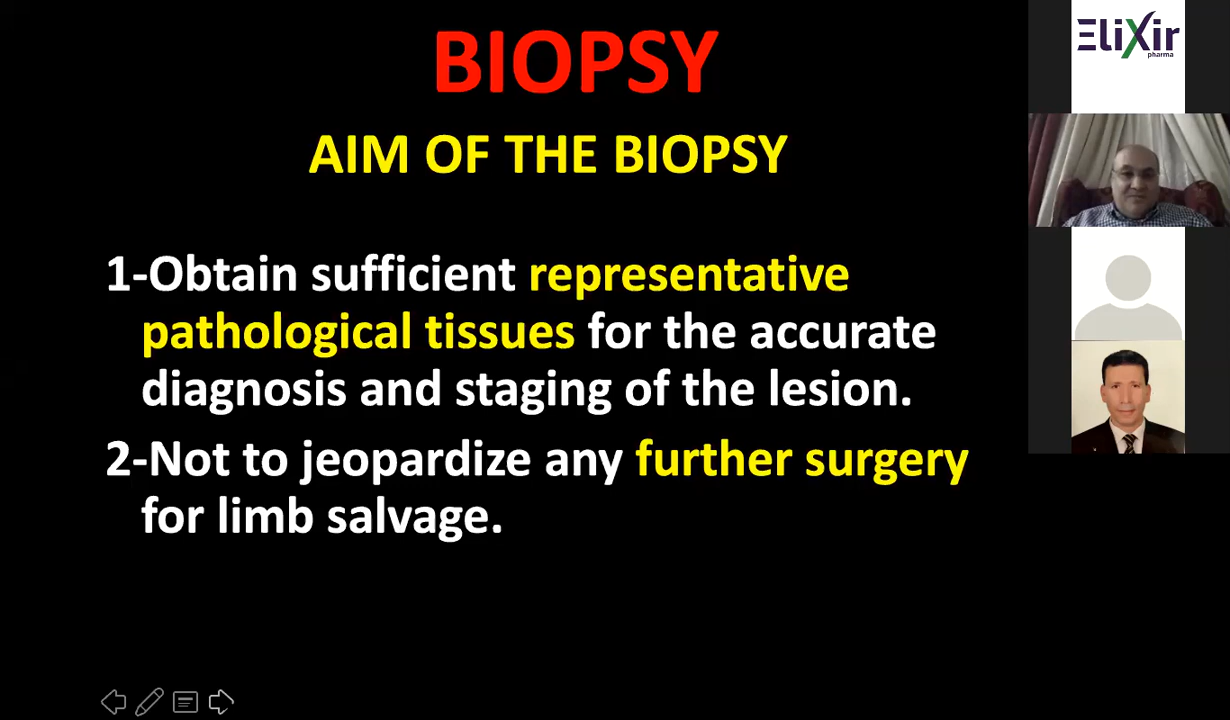 BIOPSY
AIM OF THE BIOPSY
1-Obtain sufficient representative
pathological tissues for the accurate
diagnosis and staging of the lesion.
2-Not to jeopardize any further surgery
for limb salvage.
ELiXir
pharma